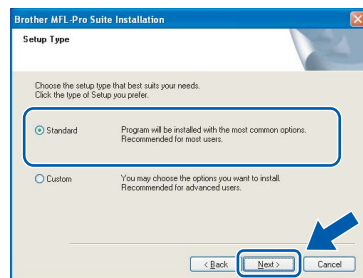 Brother MFL-Pro Suite Installation
Setup Type
Choose the setup type that best suits your needs.
Click the type of Setup you prefer.
Standard
Program will be installed with the most common options.
Recommended for most users.
Custom
You may choose the options you want to install.
Recommended for advanced users.
< Back
Next >
Cancel